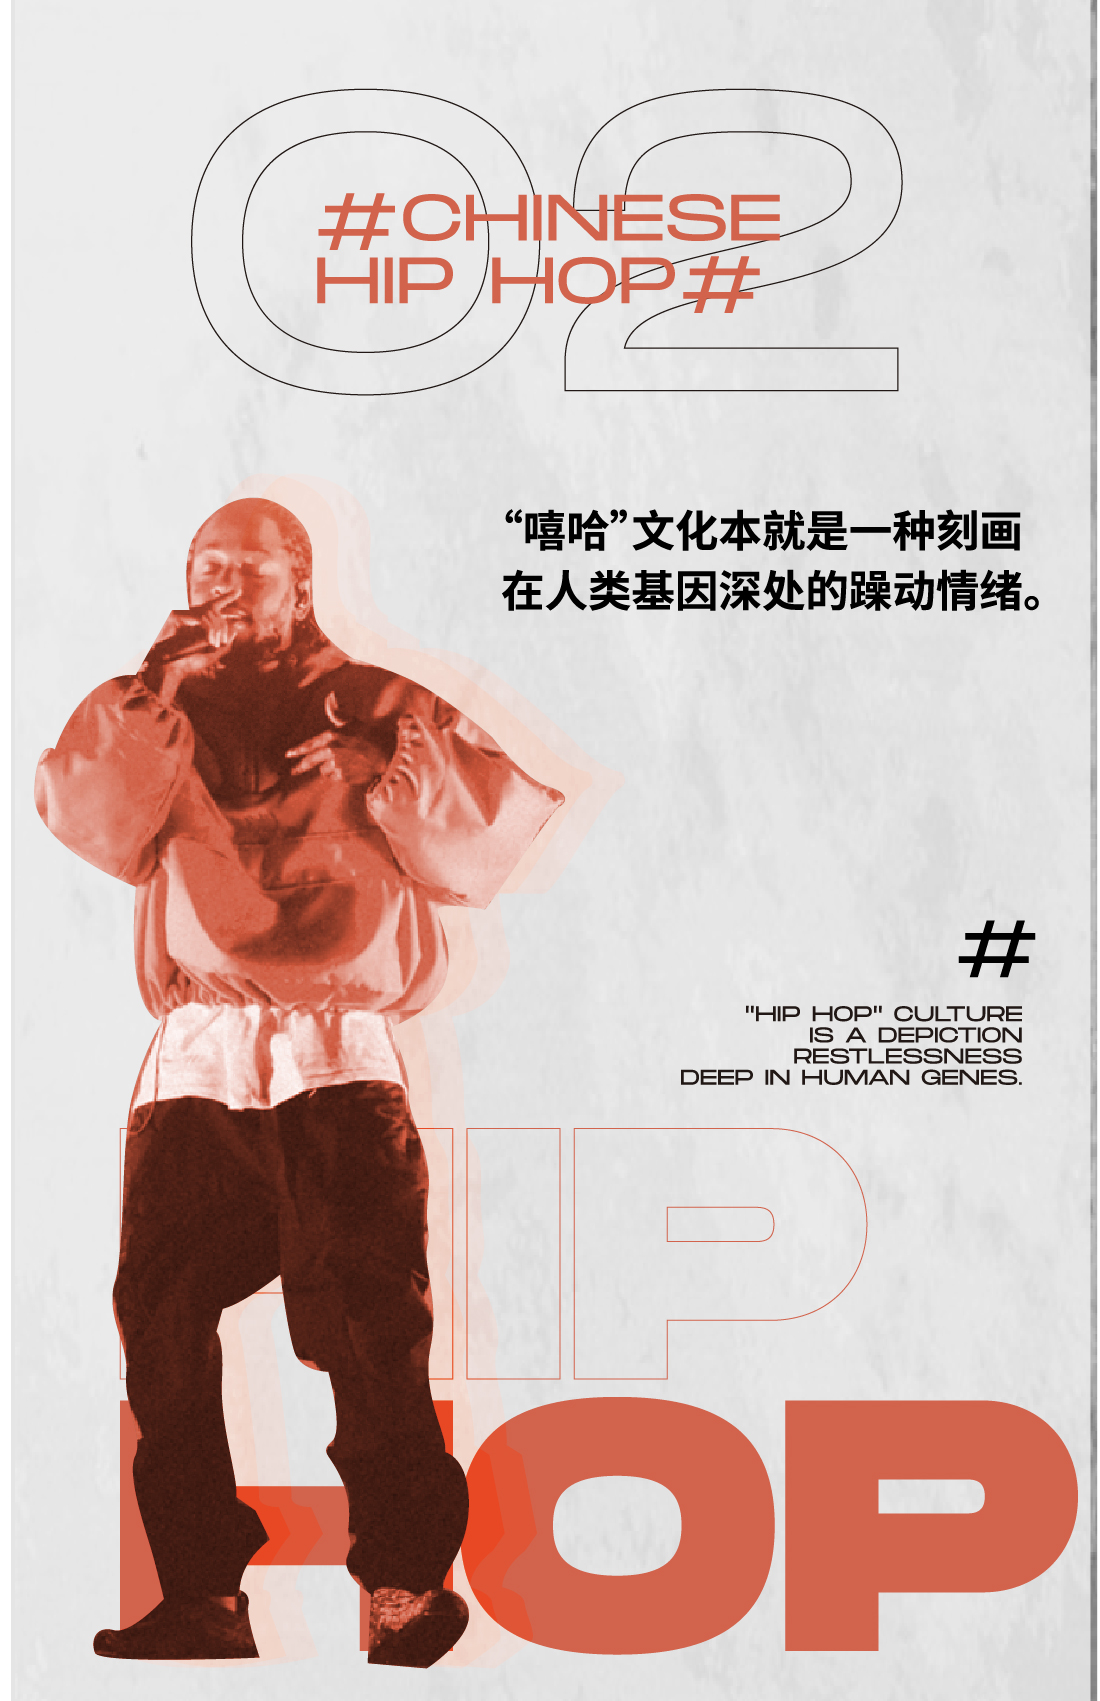 02
#CHINESE
HIP HOP#
“嘻哈”文化本就是一种刻画
在人类基因深处的躁动情绪。
#
"HIP HOP" CULTURE
IS A DEPICTION
RESTLESSNESS
DEEP IN HUMAN GENES.
HIP
HOP